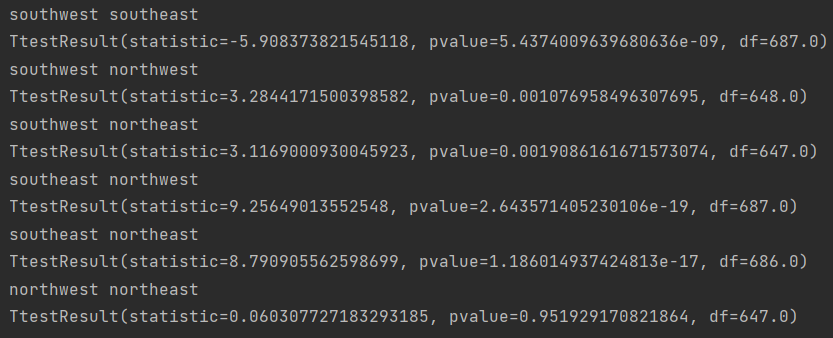 southwest southeast
TtestResult(statistic=-5.908373821545118, pvalue=5.4374009639680636e-09, df=687.0)
southwest northwest
TtestResult(statistic=3.2844171500398582, pvalue=0.001076958496307695, df=648.0)
southwest northeast
TtestResult(statistic=3.1169000930045923, pvalue=0.0019086161671573074, df=647.0)
southeast northwest
TtestResult(statistic=9.25649013552548, pvalue=2.643571405230106e-19, df=687.0)
southeast northeast
TtestResult(statistic=8.790905562598699, pvalue=1.186014937424813e-17, df=686.0)
northwest northeast
TtestResult(statistic=0.060307727183293185, pvalue=0.951929170821864, df=647.0)